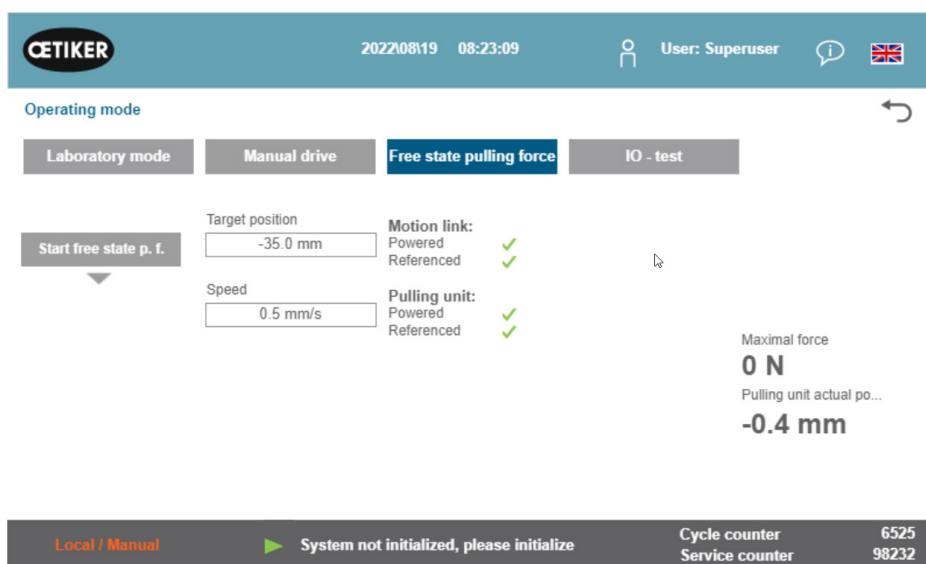 OETIKER
2022\08\19 08:23:09
User: Superuser
Operating mode
Laboratory mode
Manual drive
Free state pulling force
IO - test
Start free state p. f.
Target position
-35.0 mm
Speed
0.5 mm/s
Motion link:
Powered
Referenced
Pulling unit:
Powered
Referenced
Maximal force
0 N
Pulling unit actual po...
-0.4 mm
Local / Manual
System not initialized, please initialize
Cycle counter 6525
Service counter 98232